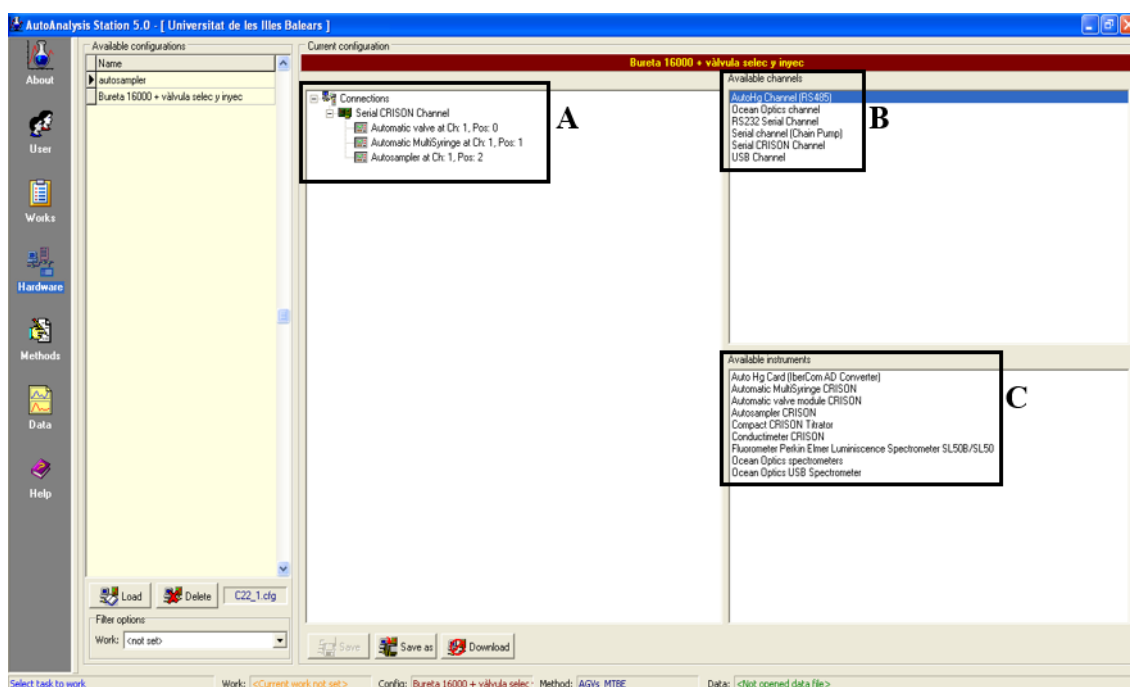 AutoAnalysis Station 5.0 - [ Universitat de les Illes Balears ]
About
User
Works
Hardware
Methods
Data
Help
Available configurations
Name
autosampler
Bureta 16000 + vàlvula selec y inyec
Load
Delete
C22_1.cfg
Filter options
Work: <not set>
Current configuration
Bureta 16000 + vàlvula selec y inyec
Connections
Serial CRISON Channel
Automatic valve at Ch: 1, Pos: 0
Automatic MultiSyringe at Ch: 1, Pos: 1
Autosampler at Ch: 1, Pos: 2
A
Available channels
AutoHg Channel (RS485)
Ocean Optics channel
RS232 Serial Channel
Serial channel (Chain Pump)
Serial CRISON Channel
USB Channel
B
Available instruments
Auto Hg Card (IberCom AD Converter)
Automatic MultiSyringe CRISON
Automatic valve module CRISON
Autosampler CRISON
Compact CRISON Titrator
Conductimeter CRISON
Fluorometer Perkin Elmer Luminiscence Spectrometer SL50B/SL50
Ocean Optics spectrometers
Ocean Optics USB Spectrometer
C
Save
Save as
Download
Select task to work
Work: <Current work not set>
Config: Bureta 16000 + vàlvula selec
Method: AGVs_MTBE
Data: <Not opened data file>